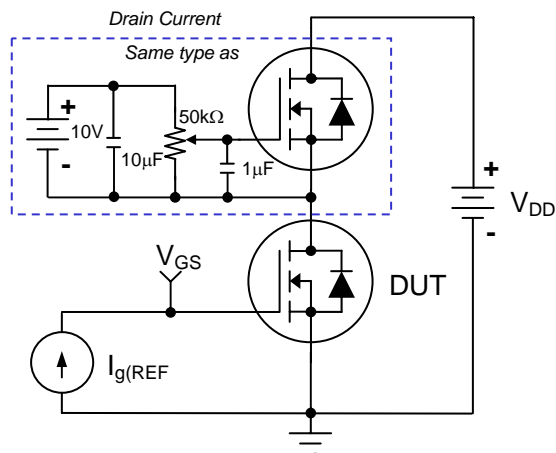 Drain Current
Same type as
+
10V
-
10μF
50kΩ
1μF
+
V_DD
-
V_GS
DUT
I_g(REF